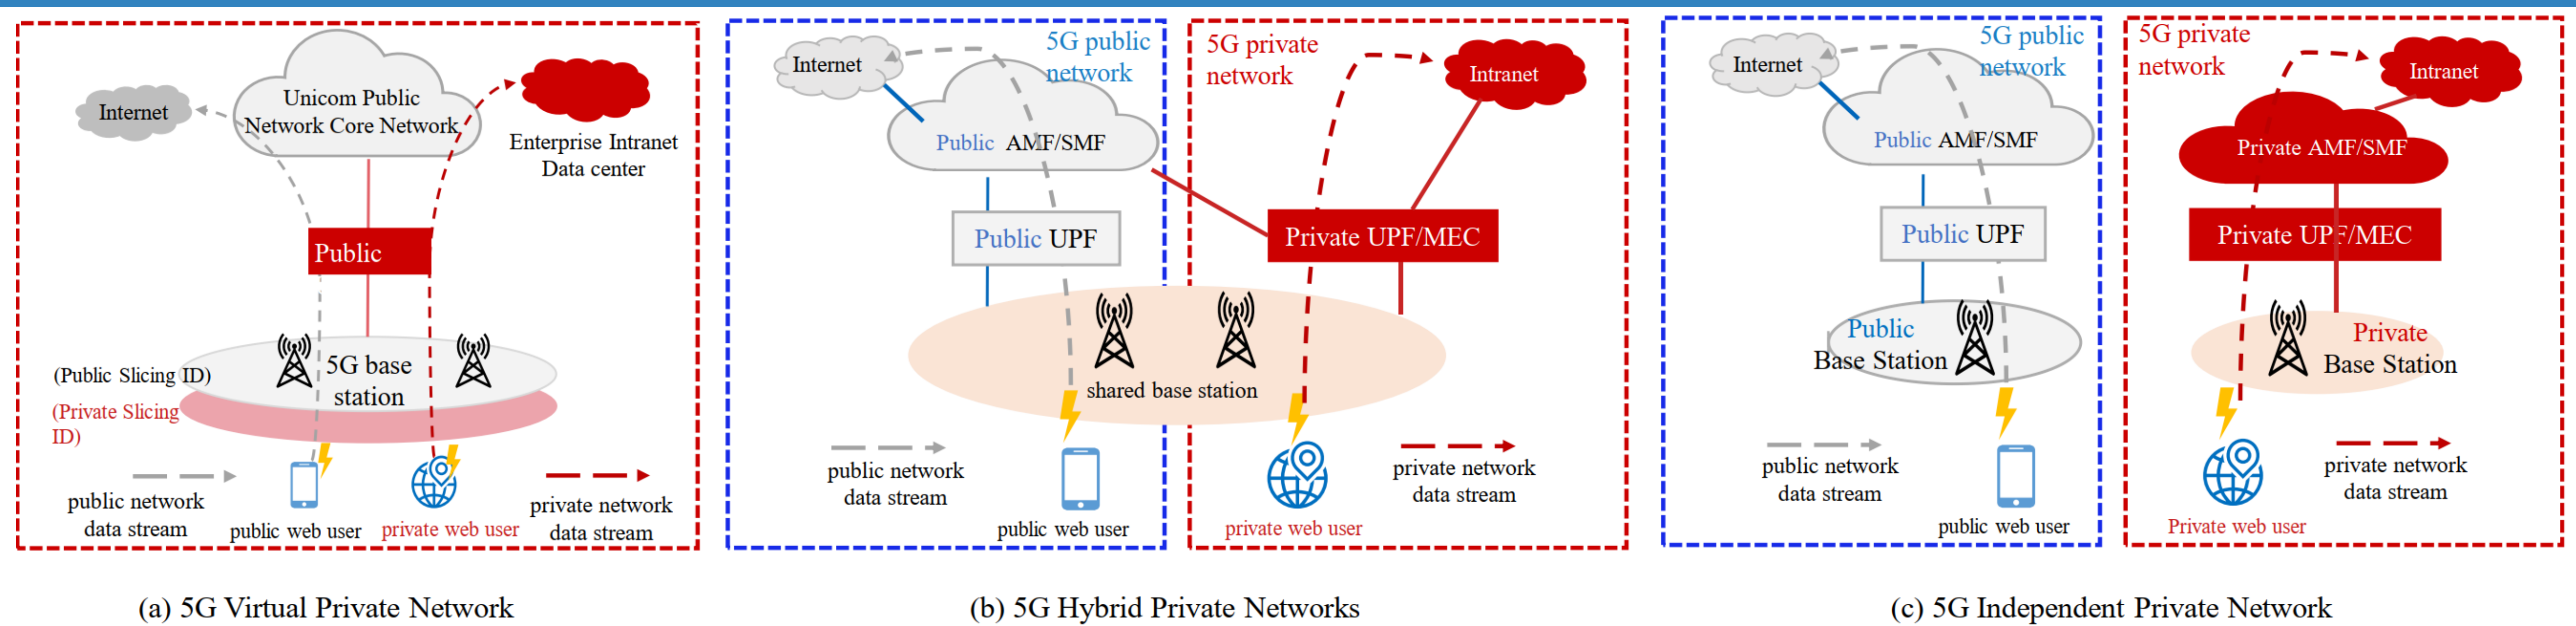 Internet
Unicom Public
Network Core Network
Enterprise Intranet
Data center
Public
5G base
station
(Public Slicing ID)
(Private Slicing
ID)
public network
data stream
public web user
private web user
private network
data stream
(a) 5G Virtual Private Network
Internet
5G public
network
Public AMF/SMF
Public UPF
5G private
network
Intranet
Private UPF/MEC
shared base station
public network
data stream
public web user
private web user
private network
data stream
(b) 5G Hybrid Private Networks
Internet
5G public
network
Public AMF/SMF
Public UPF
Public
Base Station
public network
data stream
public web user
5G private
network
Intranet
Private AMF/SMF
Private UPF/MEC
Private
Base Station
Private web user
private network
data stream
(c) 5G Independent Private Network